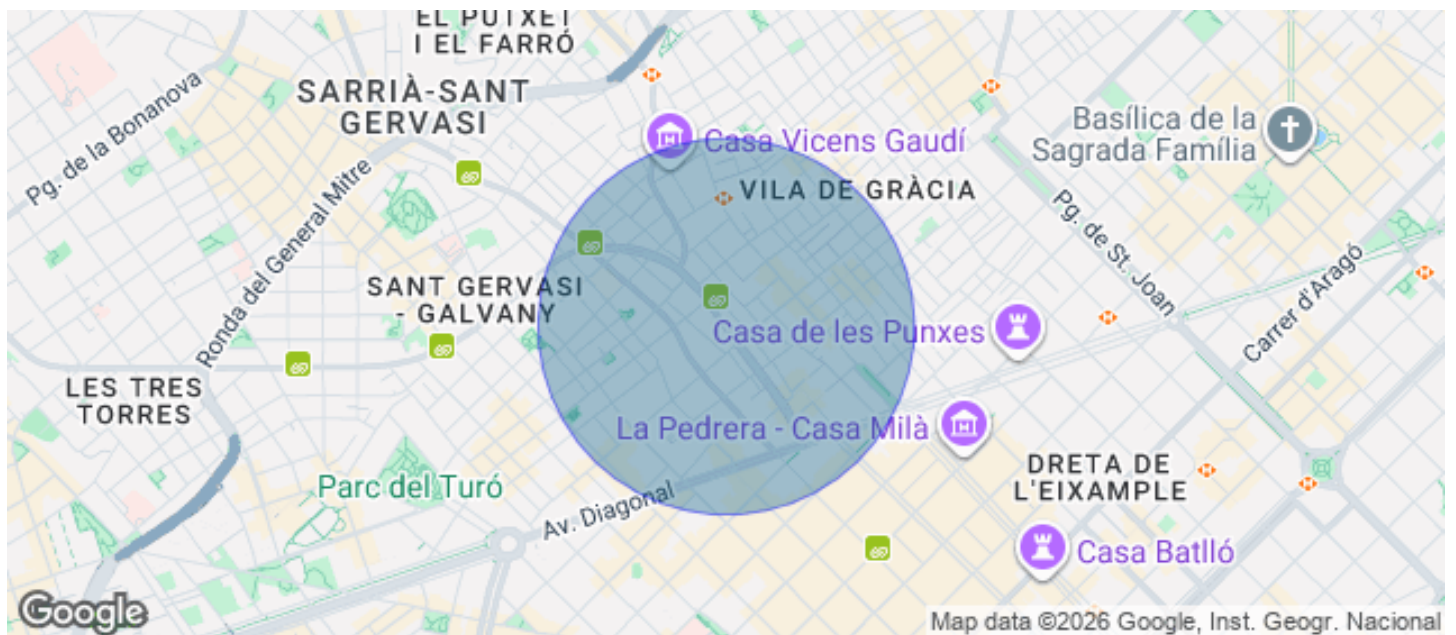 EL PUTXET
I EL FARRÓ
SARRIÀ-SANT
GERVASI
Pg. de la Bonanova
Casa Vicens Gaudí
Basílica de la
Sagrada Família
VILA DE GRÀCIA
Ronda del General Mitre
Pg. de St. Joan
SANT GERVASI
- GALVANY
Carrer d'Aragó
Casa de les Punxes
LES TRES
TORRES
La Pedrera - Casa Milà
DRETA DE
L'EIXAMPLE
Parc del Turó
Av. Diagonal
Casa Batlló
Google
Map data ©2026 Google, Inst. Geogr. Nacional